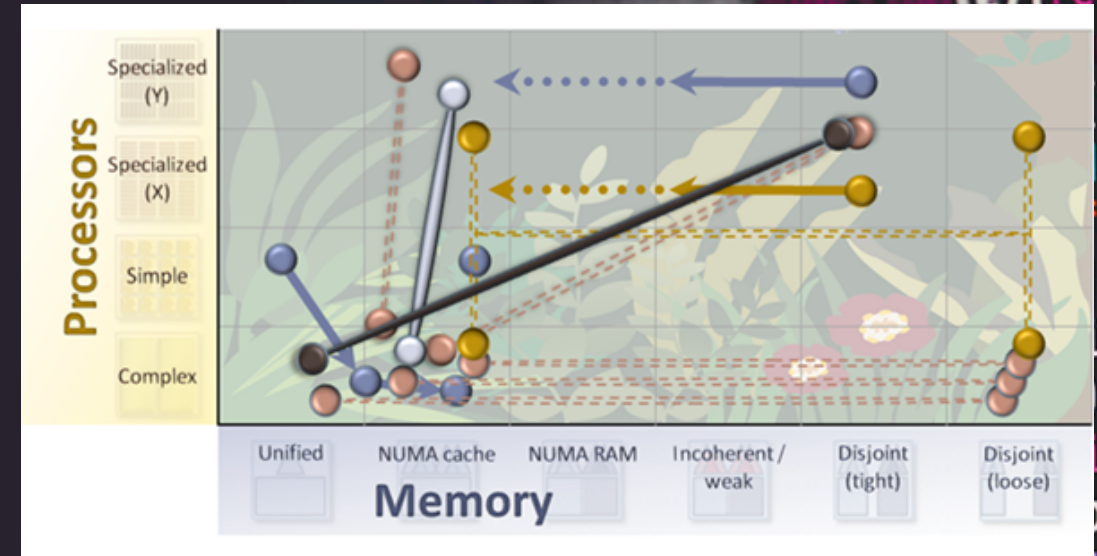 Processors
Specialized
(Y)
Specialized
(X)
Simple
Complex
Unified
NUMA cache
NUMA RAM
Incoherent /
weak
Disjoint
(tight)
Disjoint
(loose)
Memory